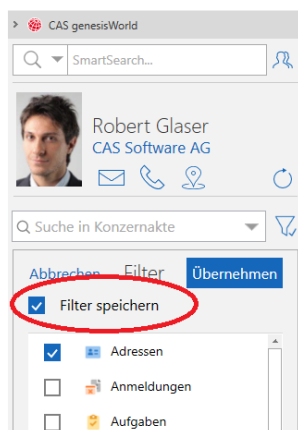 CAS genesisWorld
SmartSearch...
Robert Glaser
CAS Software AG
Suche in Konzernakte
Abbrechen Filter Übernehmen
Filter speichern
Adressen
Anmeldungen
Aufgaben